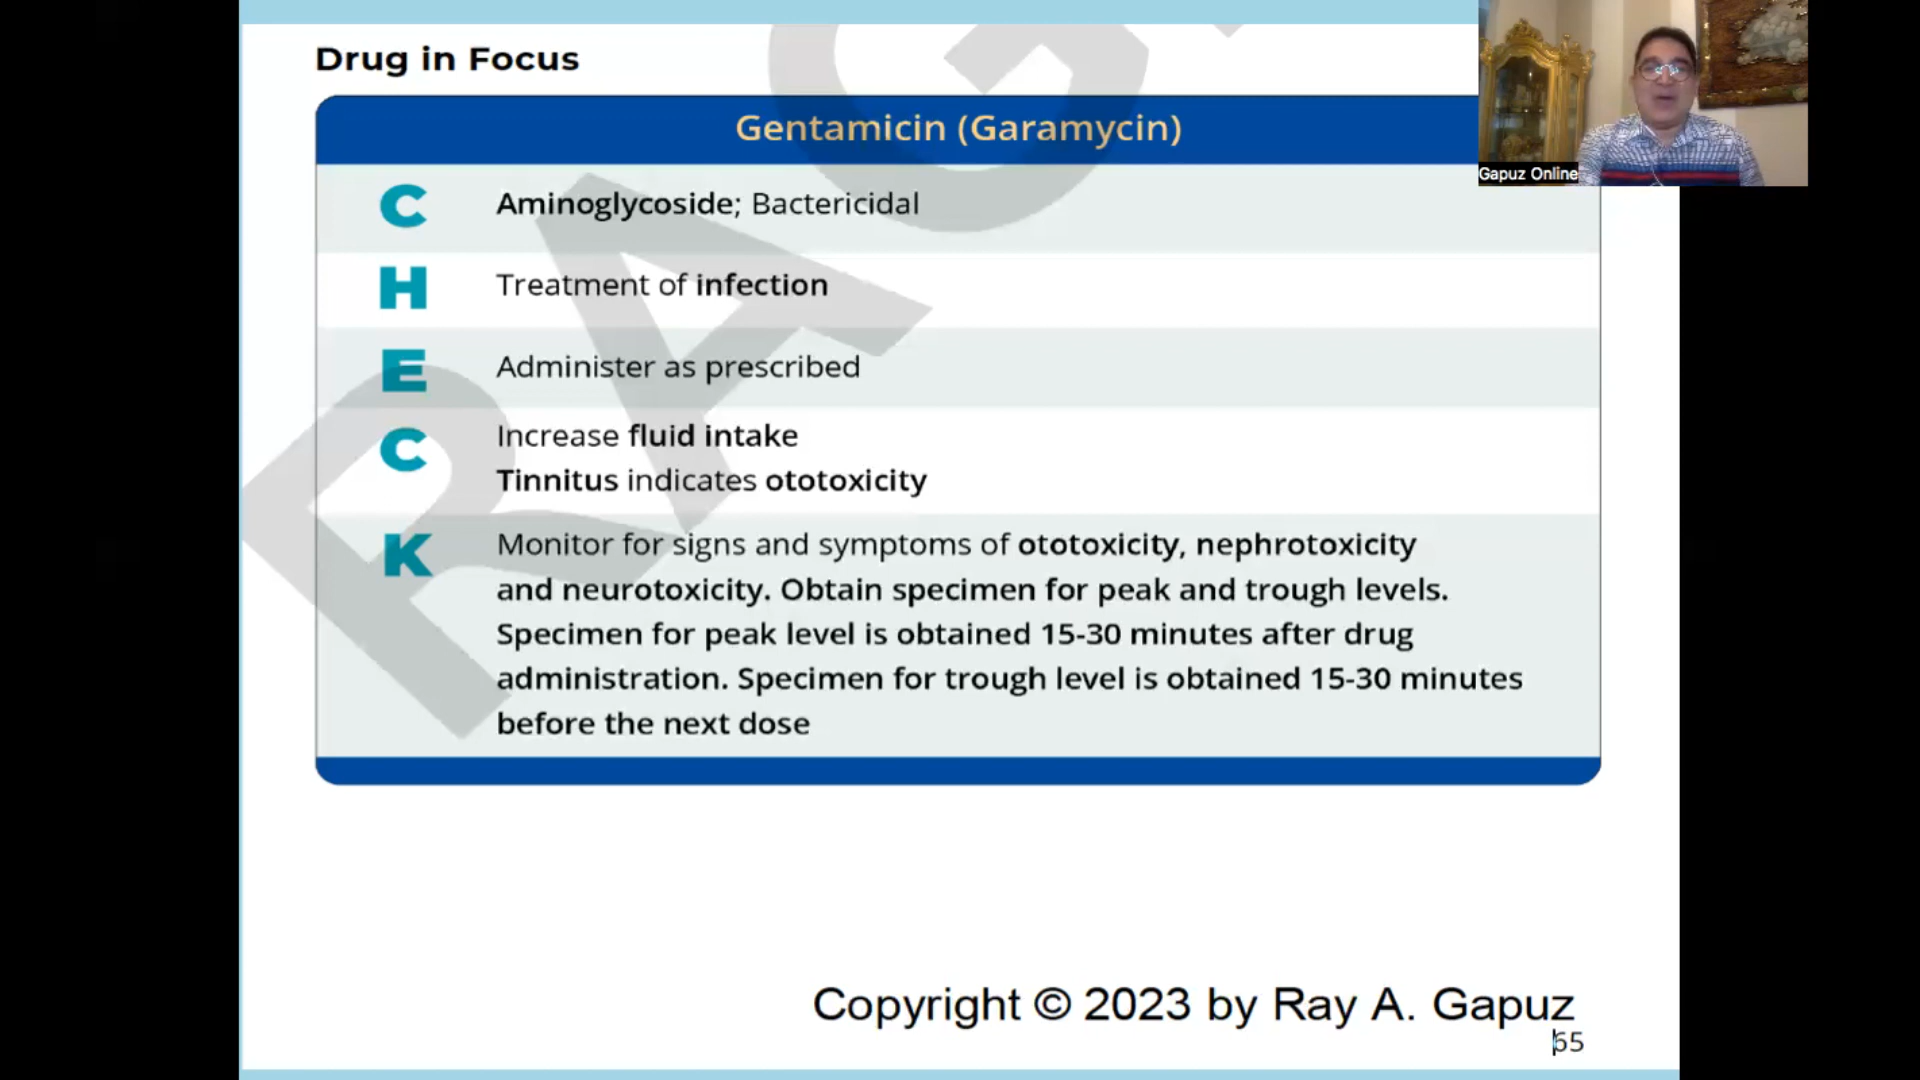 Drug in Focus
Gentamicin (Garamycin)
C
Aminoglycoside; Bactericidal
H
Treatment of infection
E
Administer as prescribed
C
Increase fluid intake
Tinnitus indicates ototoxicity
K
Monitor for signs and symptoms of ototoxicity, nephrotoxicity
and neurotoxicity. Obtain specimen for peak and trough levels.
Specimen for peak level is obtained 15-30 minutes after drug
administration. Specimen for trough level is obtained 15-30 minutes
before the next dose
Gapuz Online
RAG
Copyright © 2023 by Ray A. Gapuz
65